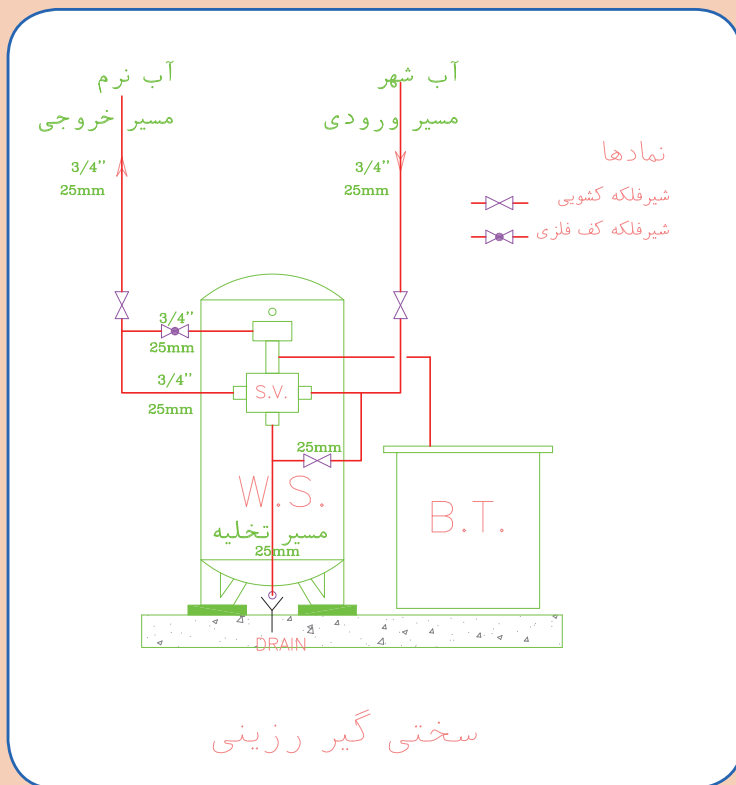 آب شهر
مسیر ورودی
3/4"
25mm
آب نرم
مسیر خروجی
3/4"
25mm
نمادها
شیرفلکه کشویی
شیرفلکه کف فلزی
3/4"
25mm
3/4"
25mm
S.V.
25mm
W.S.
مسیر تخلیه
25mm
B.T.
DRAIN
سختی گیر رزینی